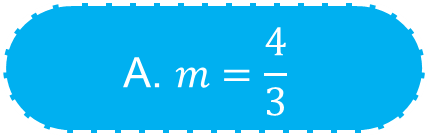 A. m = 4/3